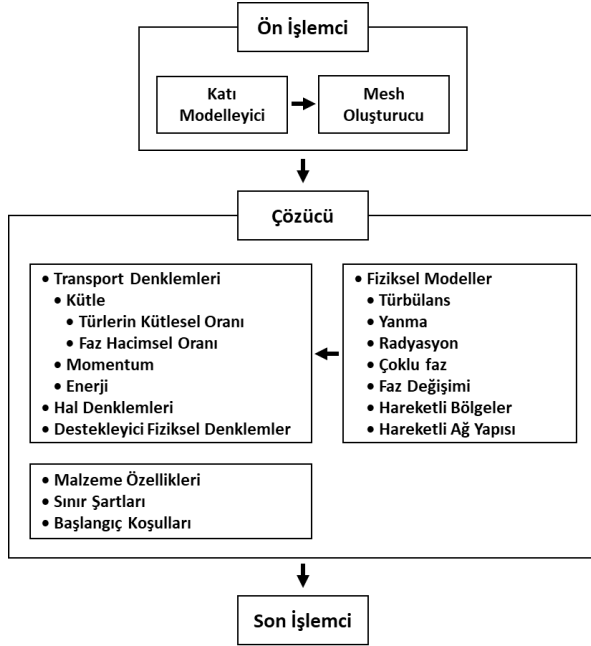 Ön İşlemci
Katı
Modelleyici
Mesh
Oluşturucu
Çözücü
• Transport Denklemleri
• Kütle
• Türlerin Kütlesel Oranı
• Faz Hacimsel Oranı
• Momentum
• Enerji
• Hal Denklemleri
• Destekleyici Fiziksel Denklemler
• Fiziksel Modeller
• Türbülans
• Yanma
• Radyasyon
• Çoklu faz
• Faz Değişimi
• Hareketli Bölgeler
• Hareketli Ağ Yapısı
• Malzeme Özellikleri
• Sınır Şartları
• Başlangıç Koşulları
Son İşlemci